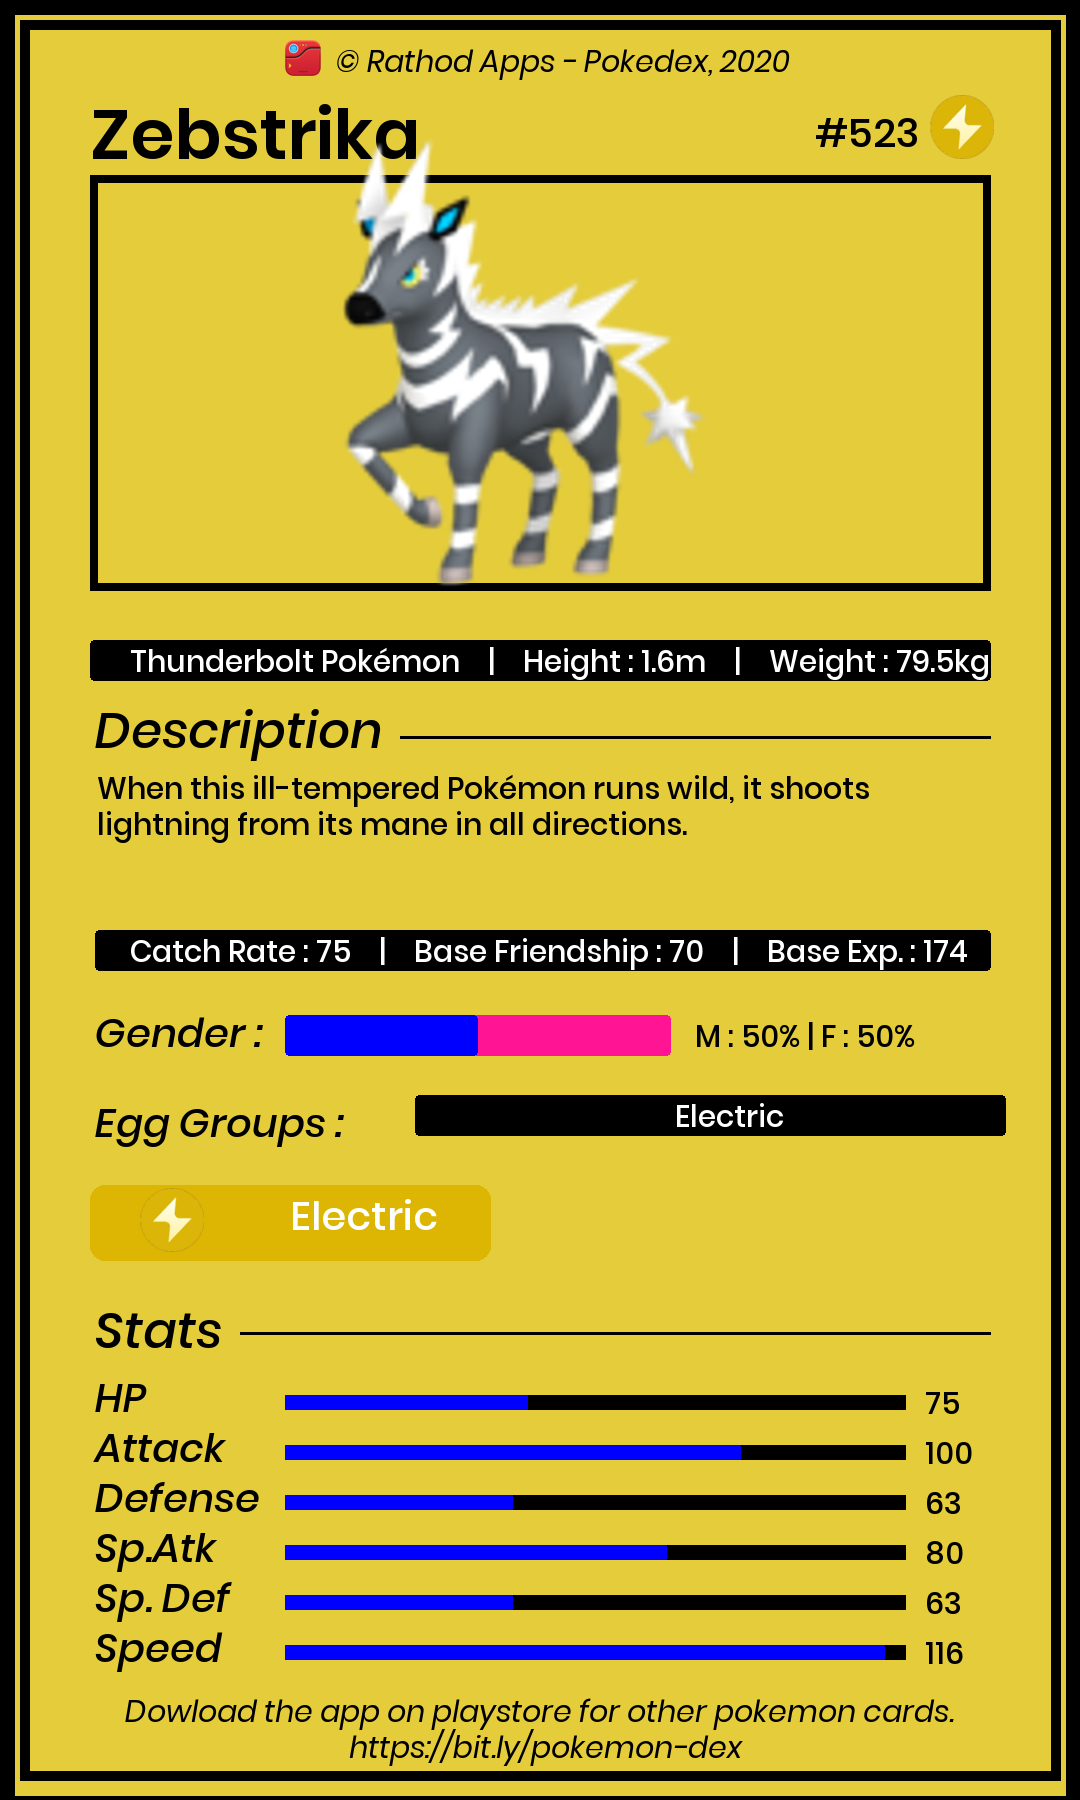 © Rathod Apps - Pokedex, 2020
Zebstrika
#523
Thunderbolt Pokémon | Height : 1.6m | Weight : 79.5kg
Description
When this ill-tempered Pokémon runs wild, it shoots
lightning from its mane in all directions.
Catch Rate : 75 | Base Friendship : 70 | Base Exp. : 174
Gender : M : 50% | F : 50%
Egg Groups : Electric
Electric
Stats
HP 75
Attack 100
Defense 63
Sp.Atk 80
Sp. Def 63
Speed 116
Dowload the app on playstore for other pokemon cards.
https://bit.ly/pokemon-dex